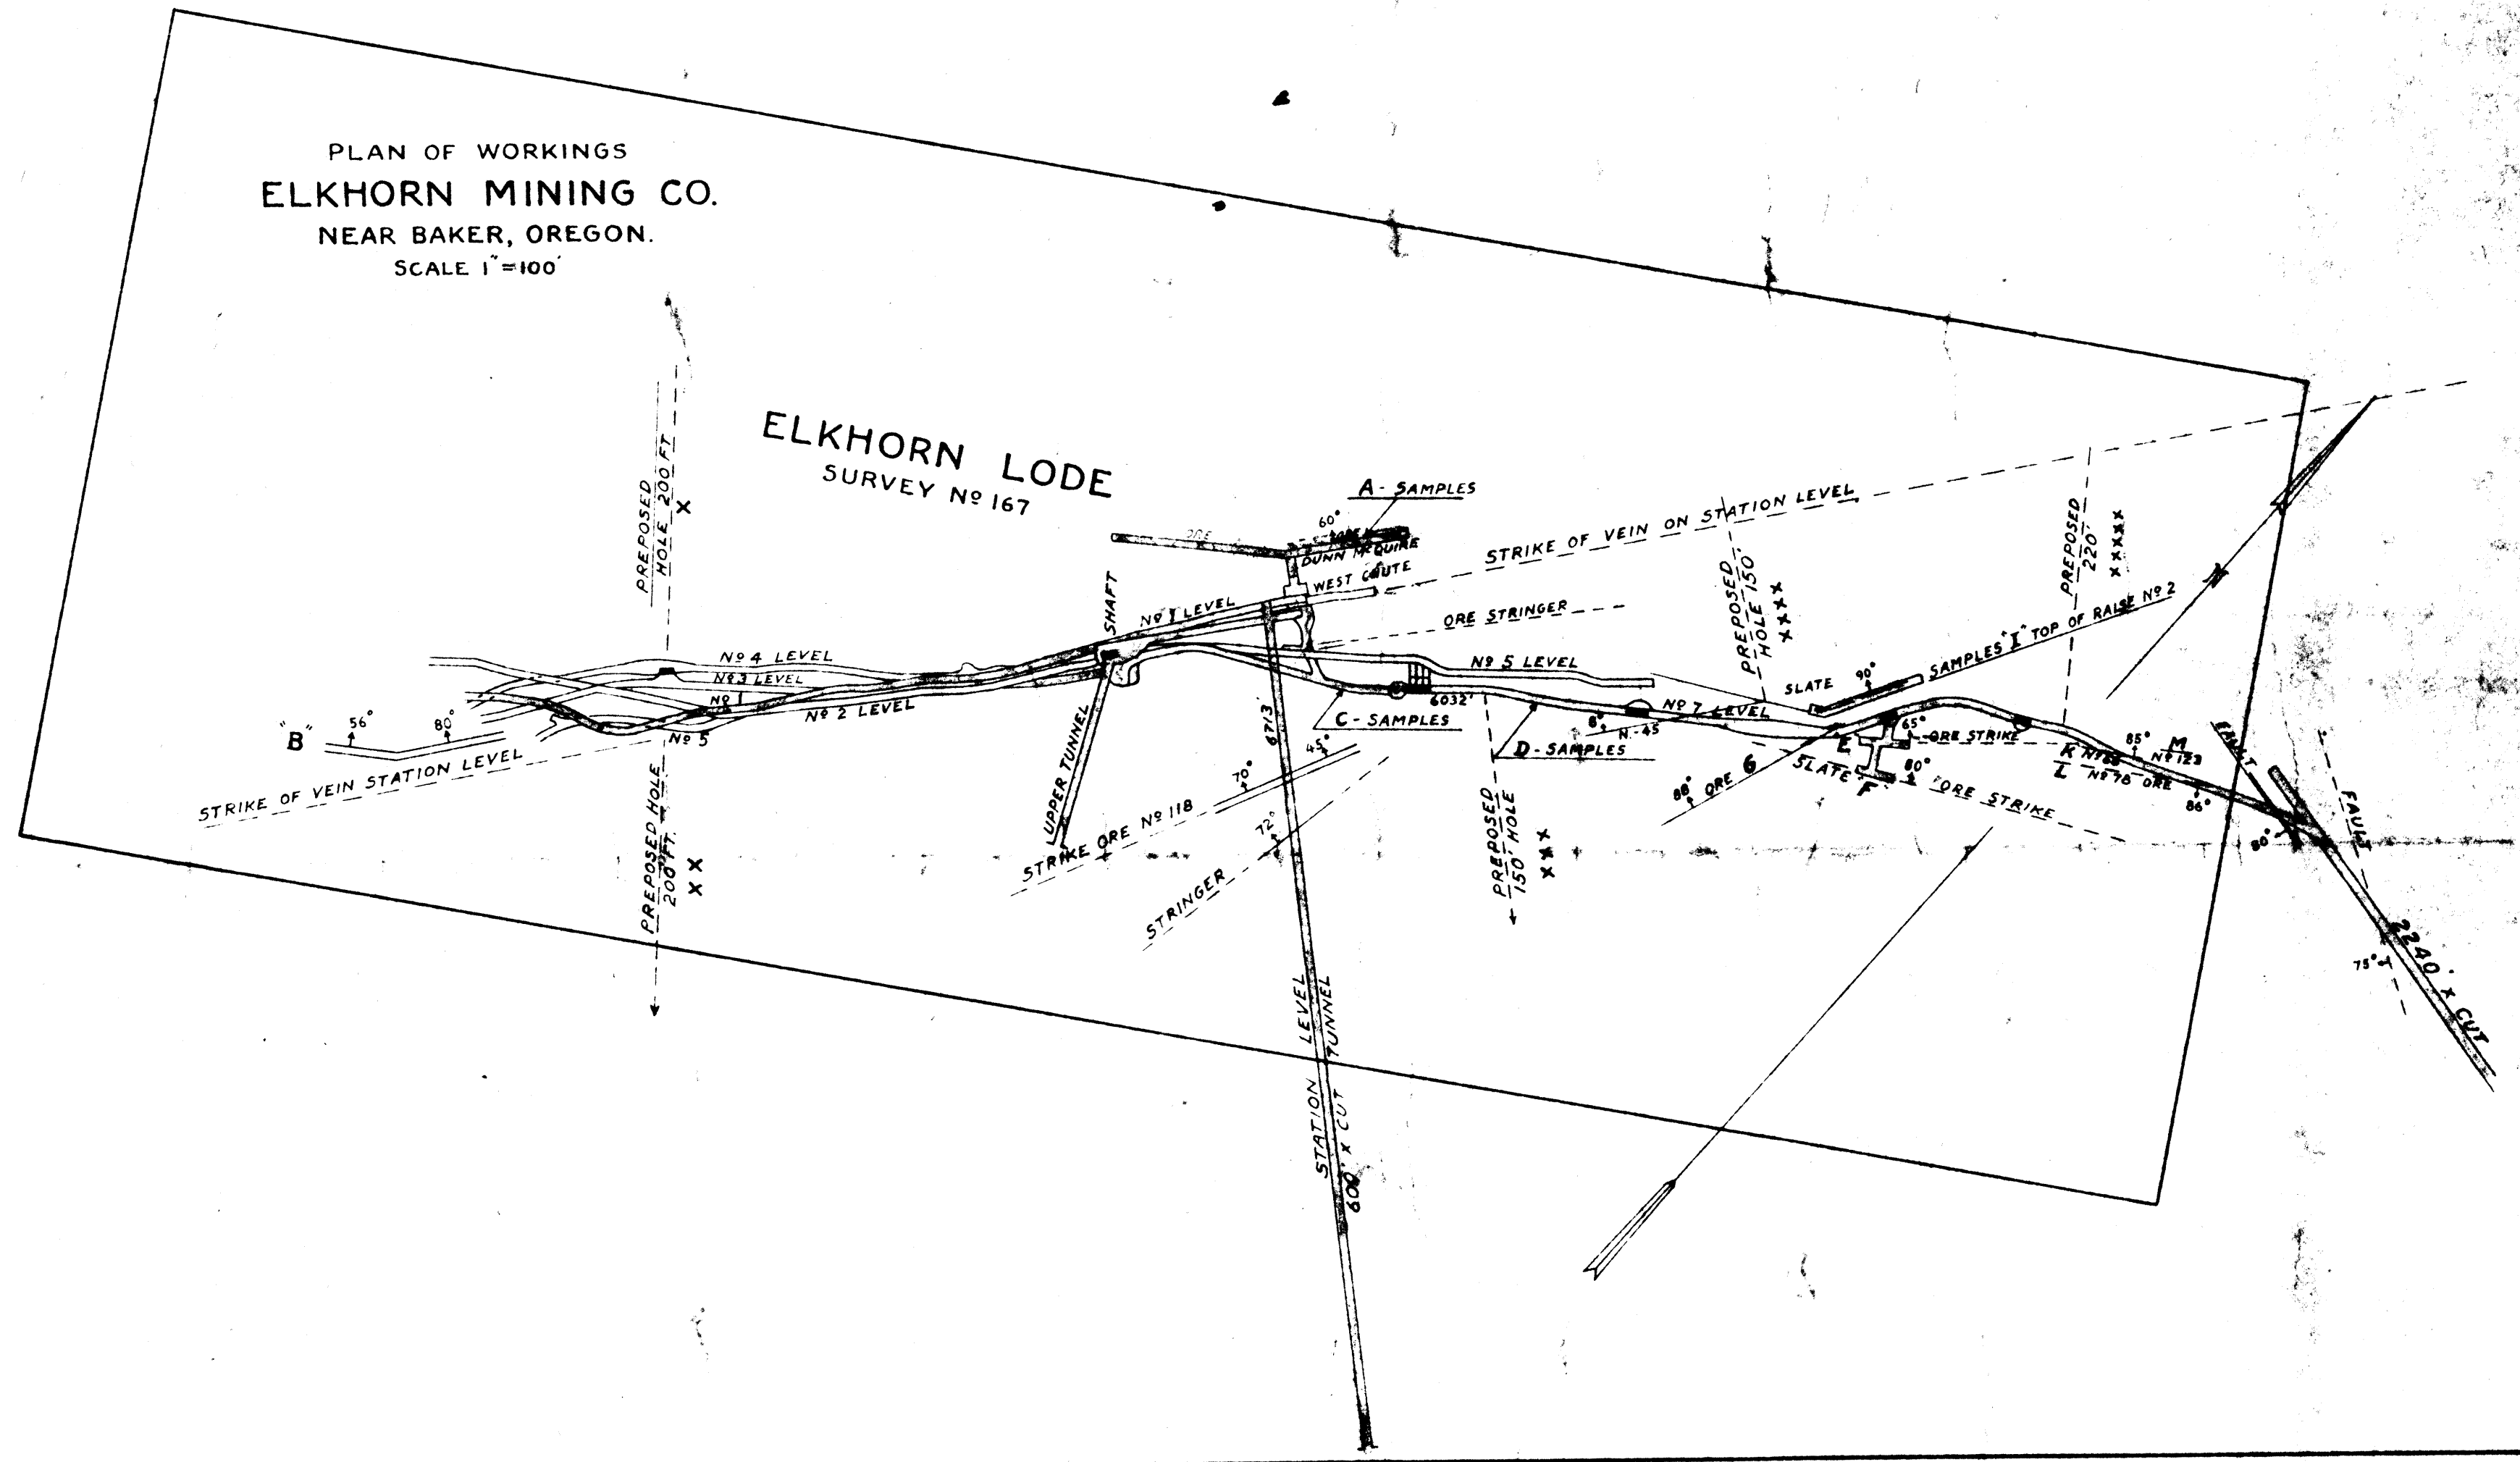 PLAN OF WORKINGS
ELKHORN MINING CO.
NEAR BAKER, OREGON.
SCALE 1"=100'
ELKHORN LODE
SURVEY No 167
PREPOSED
HOLE 200 FT
X
A - SAMPLES
60°
ORE
DUNN McQUIRE
WEST CHUTE
STRIKE OF VEIN ON STATION LEVEL
ORE STRINGER
SHAFT
No 1 LEVEL
No 4 LEVEL
No 3 LEVEL
No 1
No 2 LEVEL
No 5
"B"
56°
80°
STRIKE OF VEIN STATION LEVEL
PREPOSED HOLE
200 FT.
X X
UPPER TUNNEL
6713'
No 5 LEVEL
6032'
C - SAMPLES
D - SAMPLES
No 7 LEVEL
N.-45
PREPOSED
HOLE 150'
X X X X
PREPOSED
220'
X X X X
SLATE
90°
SAMPLES "I" TOP OF RAISE No 2
N
E
65°
ORE STRIKE
SLATE
F
80°
ORE STRIKE
88°
ORE G
K
L
No 78 ORE
85°
M
No 123
86°
80°
FAULT
75°
2240' X CUT
STRIKE ORE No 118
70°
45°
STRINGER
72°
PREPOSED
150' HOLE
X X X
STATION LEVEL
TUNNEL
600' X CUT